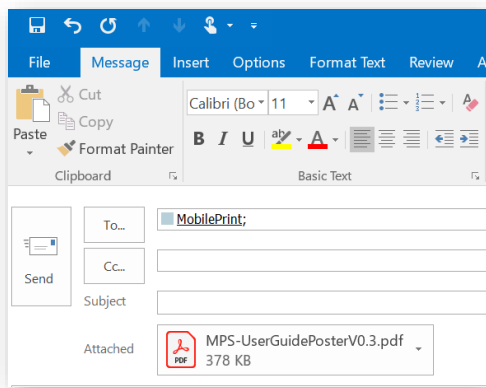 File Message Insert Options Format Text Review A
Cut
Copy
Paste
Format Painter
Clipboard
Calibri (Bo 11 A A
B I U ab A
Basic Text
To...
MobilePrint;
Cc...
Send
Subject
Attached
MPS-UserGuidePosterV0.3.pdf
PDF
378 KB